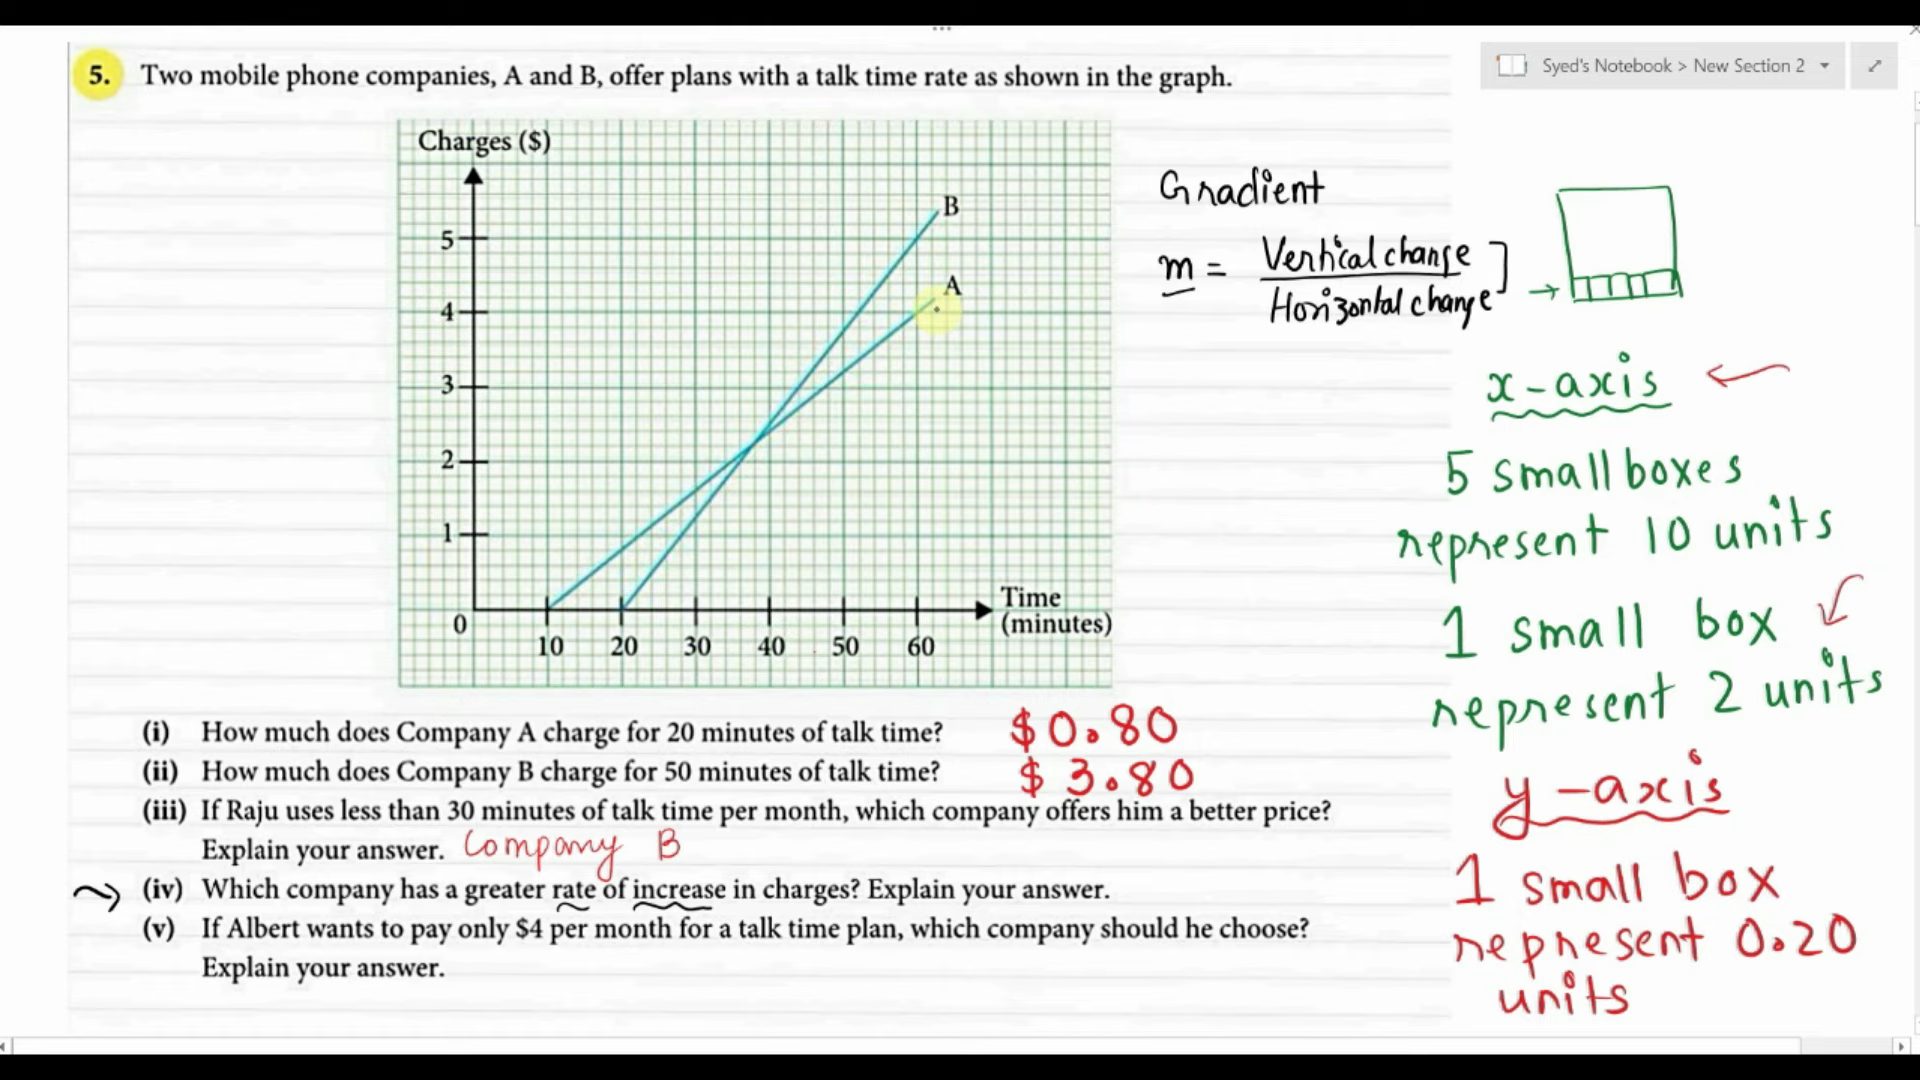 Syed's Notebook > New Section 2
5. Two mobile phone companies, A and B, offer plans with a talk time rate as shown in the graph.
Charges ($)
B
A
5
4
3
2
1
0
10 20 30 40 50 60
Time
(minutes)
Gradient
m = Vertical change
Horizontal change
x-axis
5 small boxes
represent 10 units
1 small box
represent 2 units
y-axis
1 small box
represent 0.20
units
(i) How much does Company A charge for 20 minutes of talk time? $0.80
(ii) How much does Company B charge for 50 minutes of talk time? $3.80
(iii) If Raju uses less than 30 minutes of talk time per month, which company offers him a better price?
Explain your answer. Company B
(iv) Which company has a greater rate of increase in charges? Explain your answer.
(v) If Albert wants to pay only $4 per month for a talk time plan, which company should he choose?
Explain your answer.